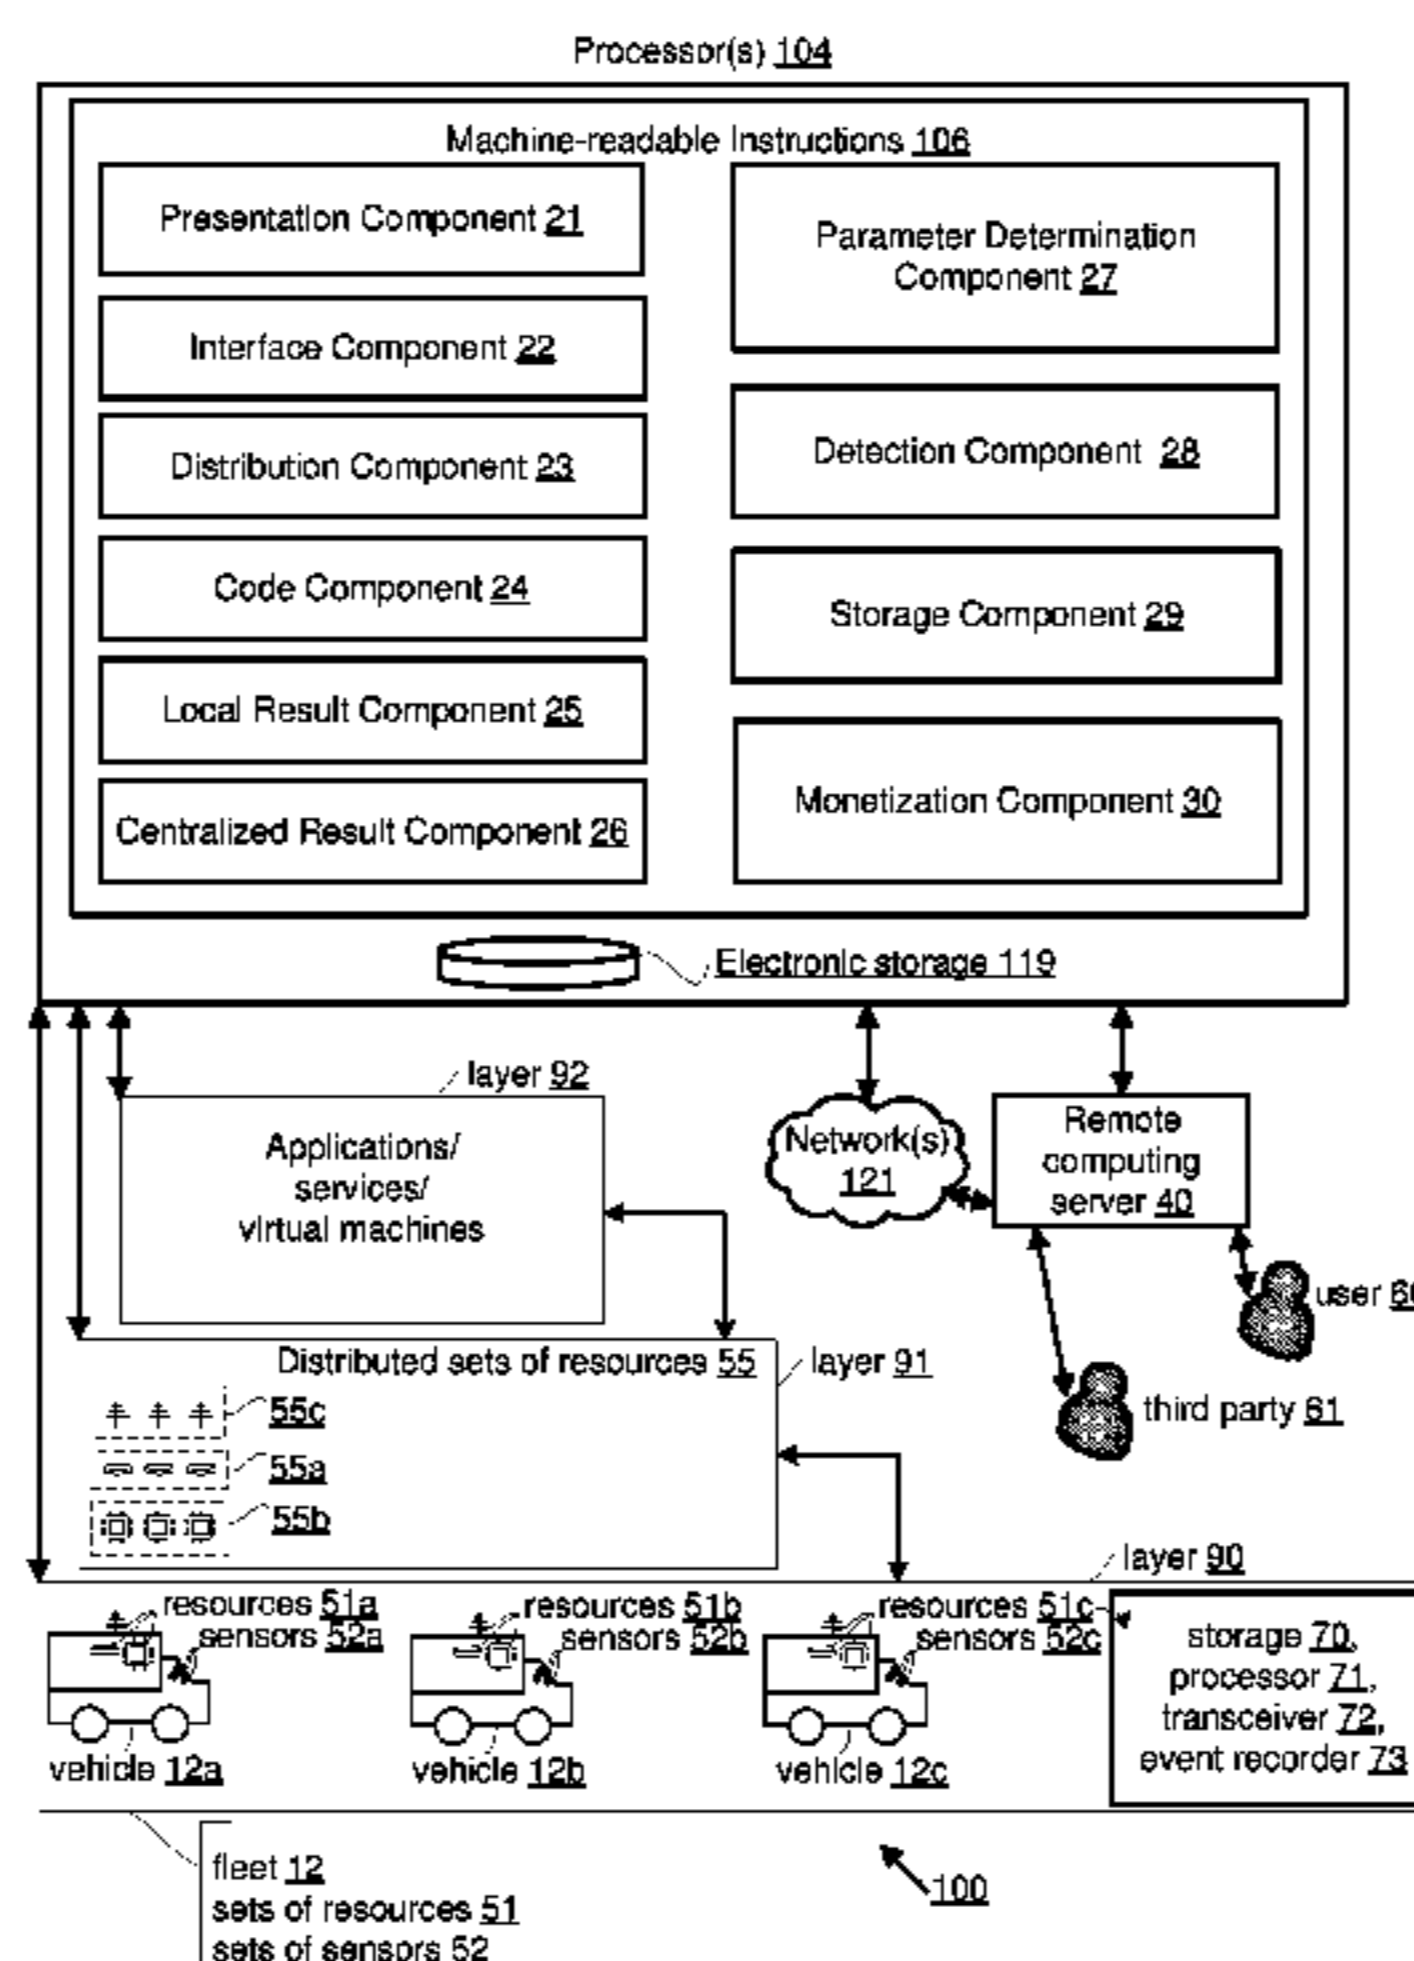 Processor(s) 104
Machine-readable Instructions 106
Presentation Component 21
Interface Component 22
Distribution Component 23
Code Component 24
Local Result Component 25
Centralized Result Component 26
Parameter Determination
Component 27
Detection Component 28
Storage Component 29
Monetization Component 30
Electronic storage 119
layer 92
Applications/
services/
virtual machines
Network(s)
121
Remote
computing
server 40
user
third party 61
Distributed sets of resources 55
layer 91
55c
55a
55b
layer 90
resources 51a
sensors 52a
vehicle 12a
resources 51b
sensors 52b
vehicle 12b
resources 51c
sensors 52c
vehicle 12c
storage 70,
processor 71,
transceiver 72,
event recorder 73
fleet 12
sets of resources 51
sets of sensors 52
100